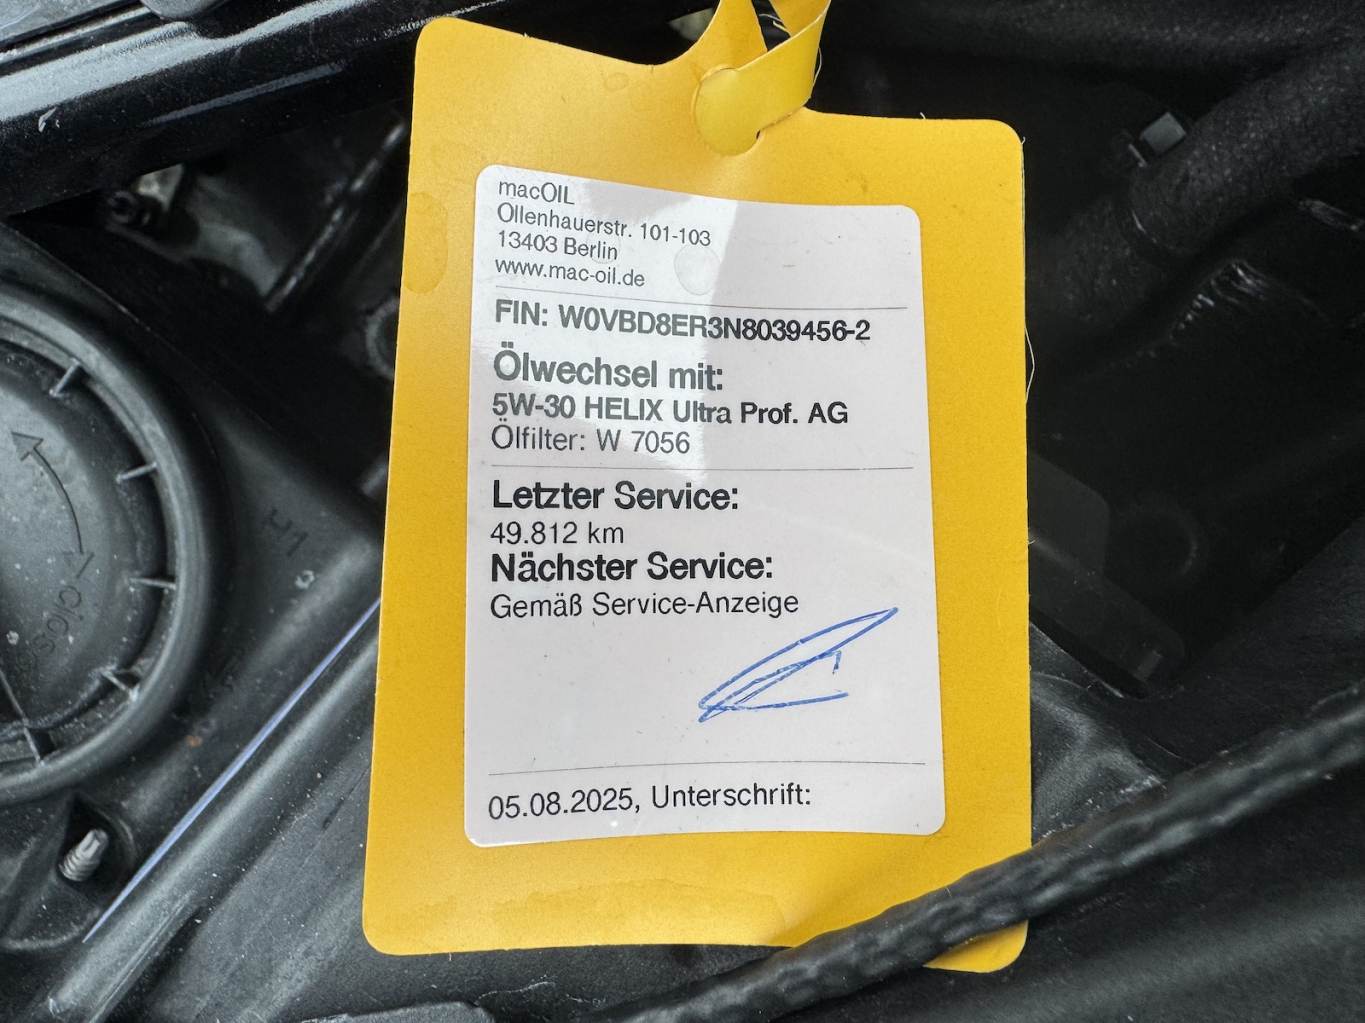 macOIL
Ollenhauerstr. 101-103
13403 Berlin
www.mac-oil.de
FIN: W0VBD8ER3N8039456-2
Ölwechsel mit:
5W-30 HELIX Ultra Prof. AG
Ölfilter: W 7056
Letzter Service:
49.812 km
Nächster Service:
Gemäß Service-Anzeige
05.08.2025, Unterschrift:
H1